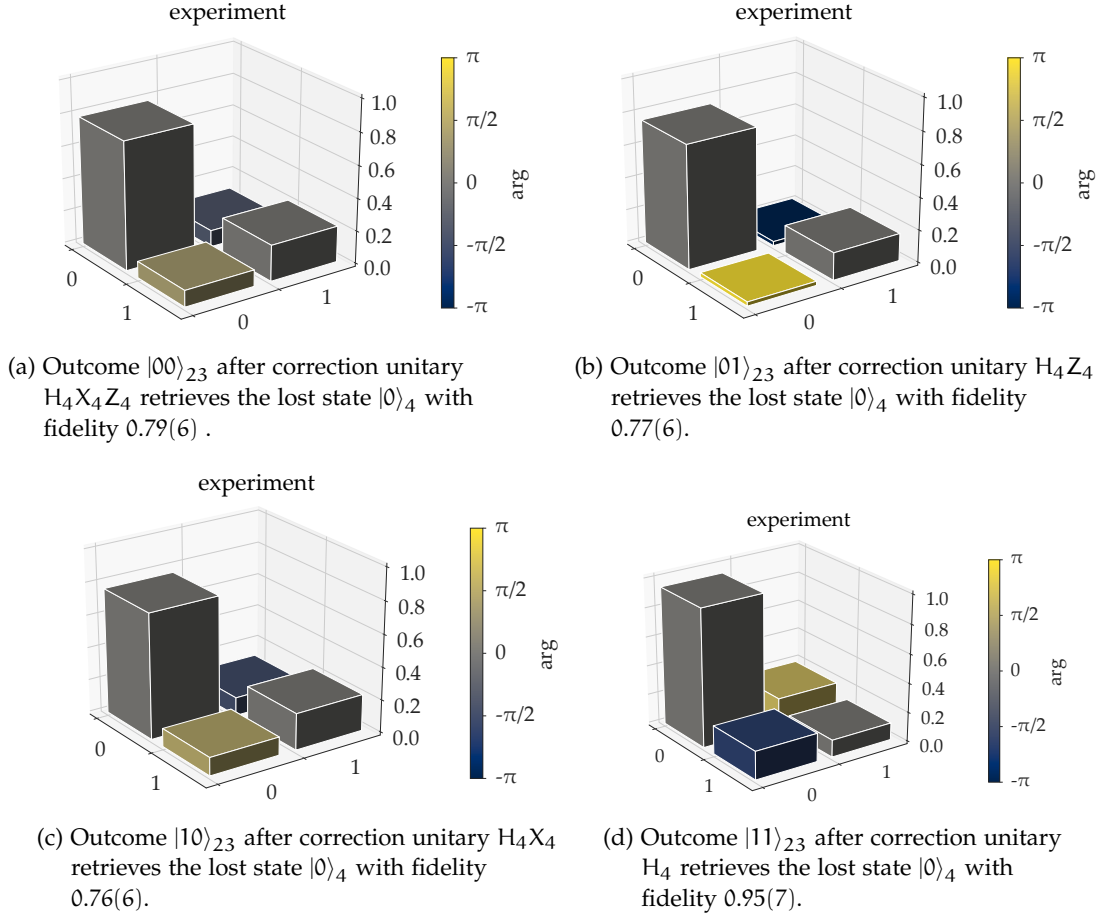 experiment
1.0
0.8
0.6
0.4
0.2
0.0
0
1
0
1
π
π/2
0
-π/2
-π
arg
(a) Outcome |00⟩₂₃ after correction unitary
H₄X₄Z₄ retrieves the lost state |0⟩₄ with
fidelity 0.79(6) .
experiment
1.0
0.8
0.6
0.4
0.2
0.0
0
1
0
1
π
π/2
0
-π/2
-π
arg
(b) Outcome |01⟩₂₃ after correction unitary H₄Z₄
retrieves the lost state |0⟩₄ with fidelity
0.77(6).
experiment
1.0
0.8
0.6
0.4
0.2
0.0
0
1
0
1
π
π/2
0
-π/2
-π
arg
(c) Outcome |10⟩₂₃ after correction unitary H₄X₄
retrieves the lost state |0⟩₄ with fidelity
0.76(6).
experiment
1.0
0.8
0.6
0.4
0.2
0.0
0
1
0
1
π
π/2
0
-π/2
-π
arg
(d) Outcome |11⟩₂₃ after correction unitary
H₄ retrieves the lost state |0⟩₄ with
fidelity 0.95(7).